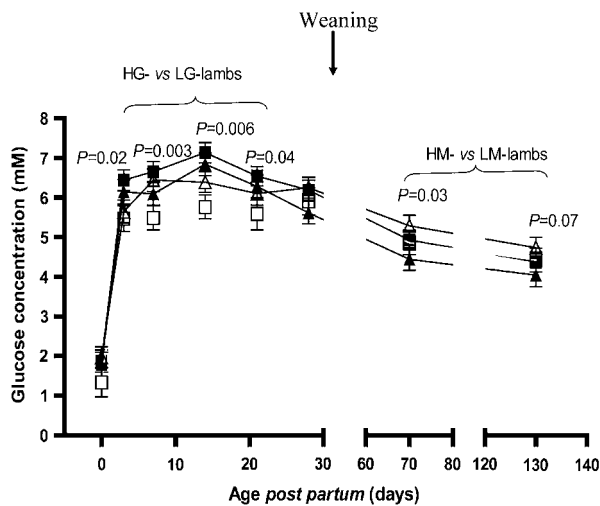 Weaning
HG- vs LG-lambs
P=0.006
P=0.02
P=0.003
P=0.04
HM- vs LM-lambs
P=0.03
P=0.07
Glucose concentration (mM)
8
7
6
5
4
3
2
1
0
0 10 20 30 60 70 80 120 130 140
Age post partum (days)